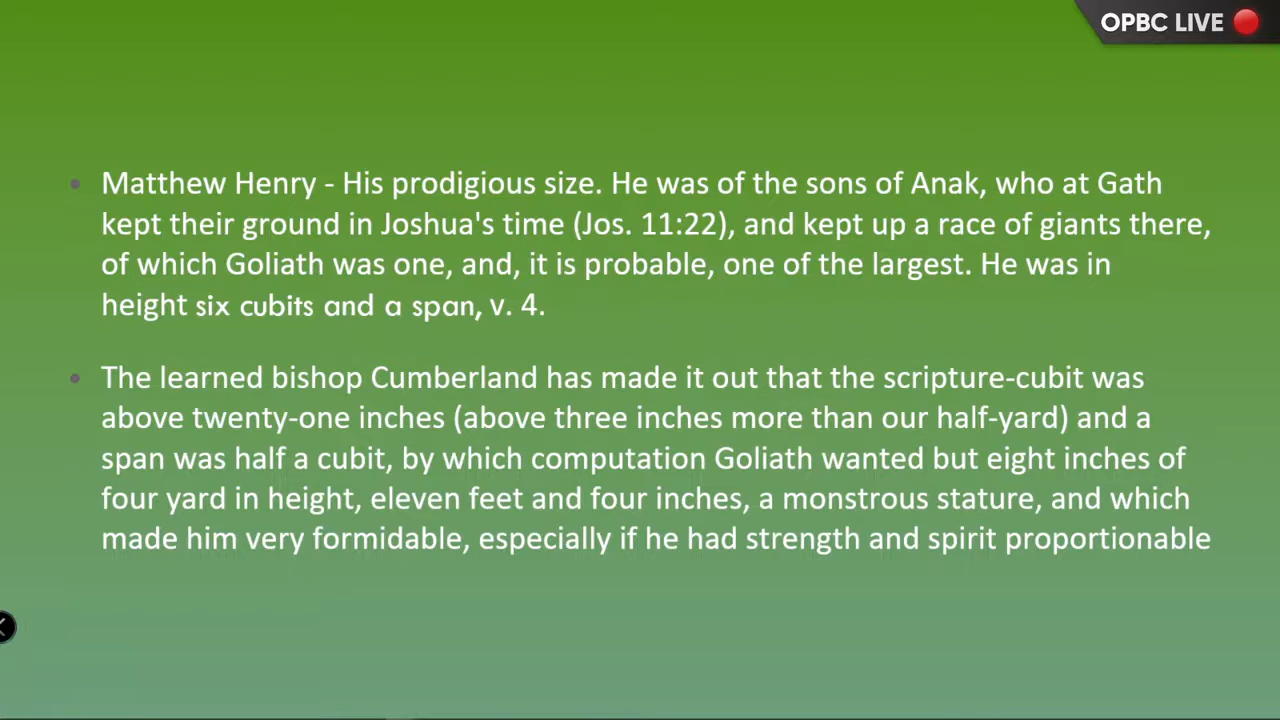 OPBC LIVE
Matthew Henry - His prodigious size. He was of the sons of Anak, who at Gath
kept their ground in Joshua's time (Jos. 11:22), and kept up a race of giants there,
of which Goliath was one, and, it is probable, one of the largest. He was in
height six cubits and a span, v. 4.
The learned bishop Cumberland has made it out that the scripture-cubit was
above twenty-one inches (above three inches more than our half-yard) and a
span was half a cubit, by which computation Goliath wanted but eight inches of
four yard in height, eleven feet and four inches, a monstrous stature, and which
made him very formidable, especially if he had strength and spirit proportionable